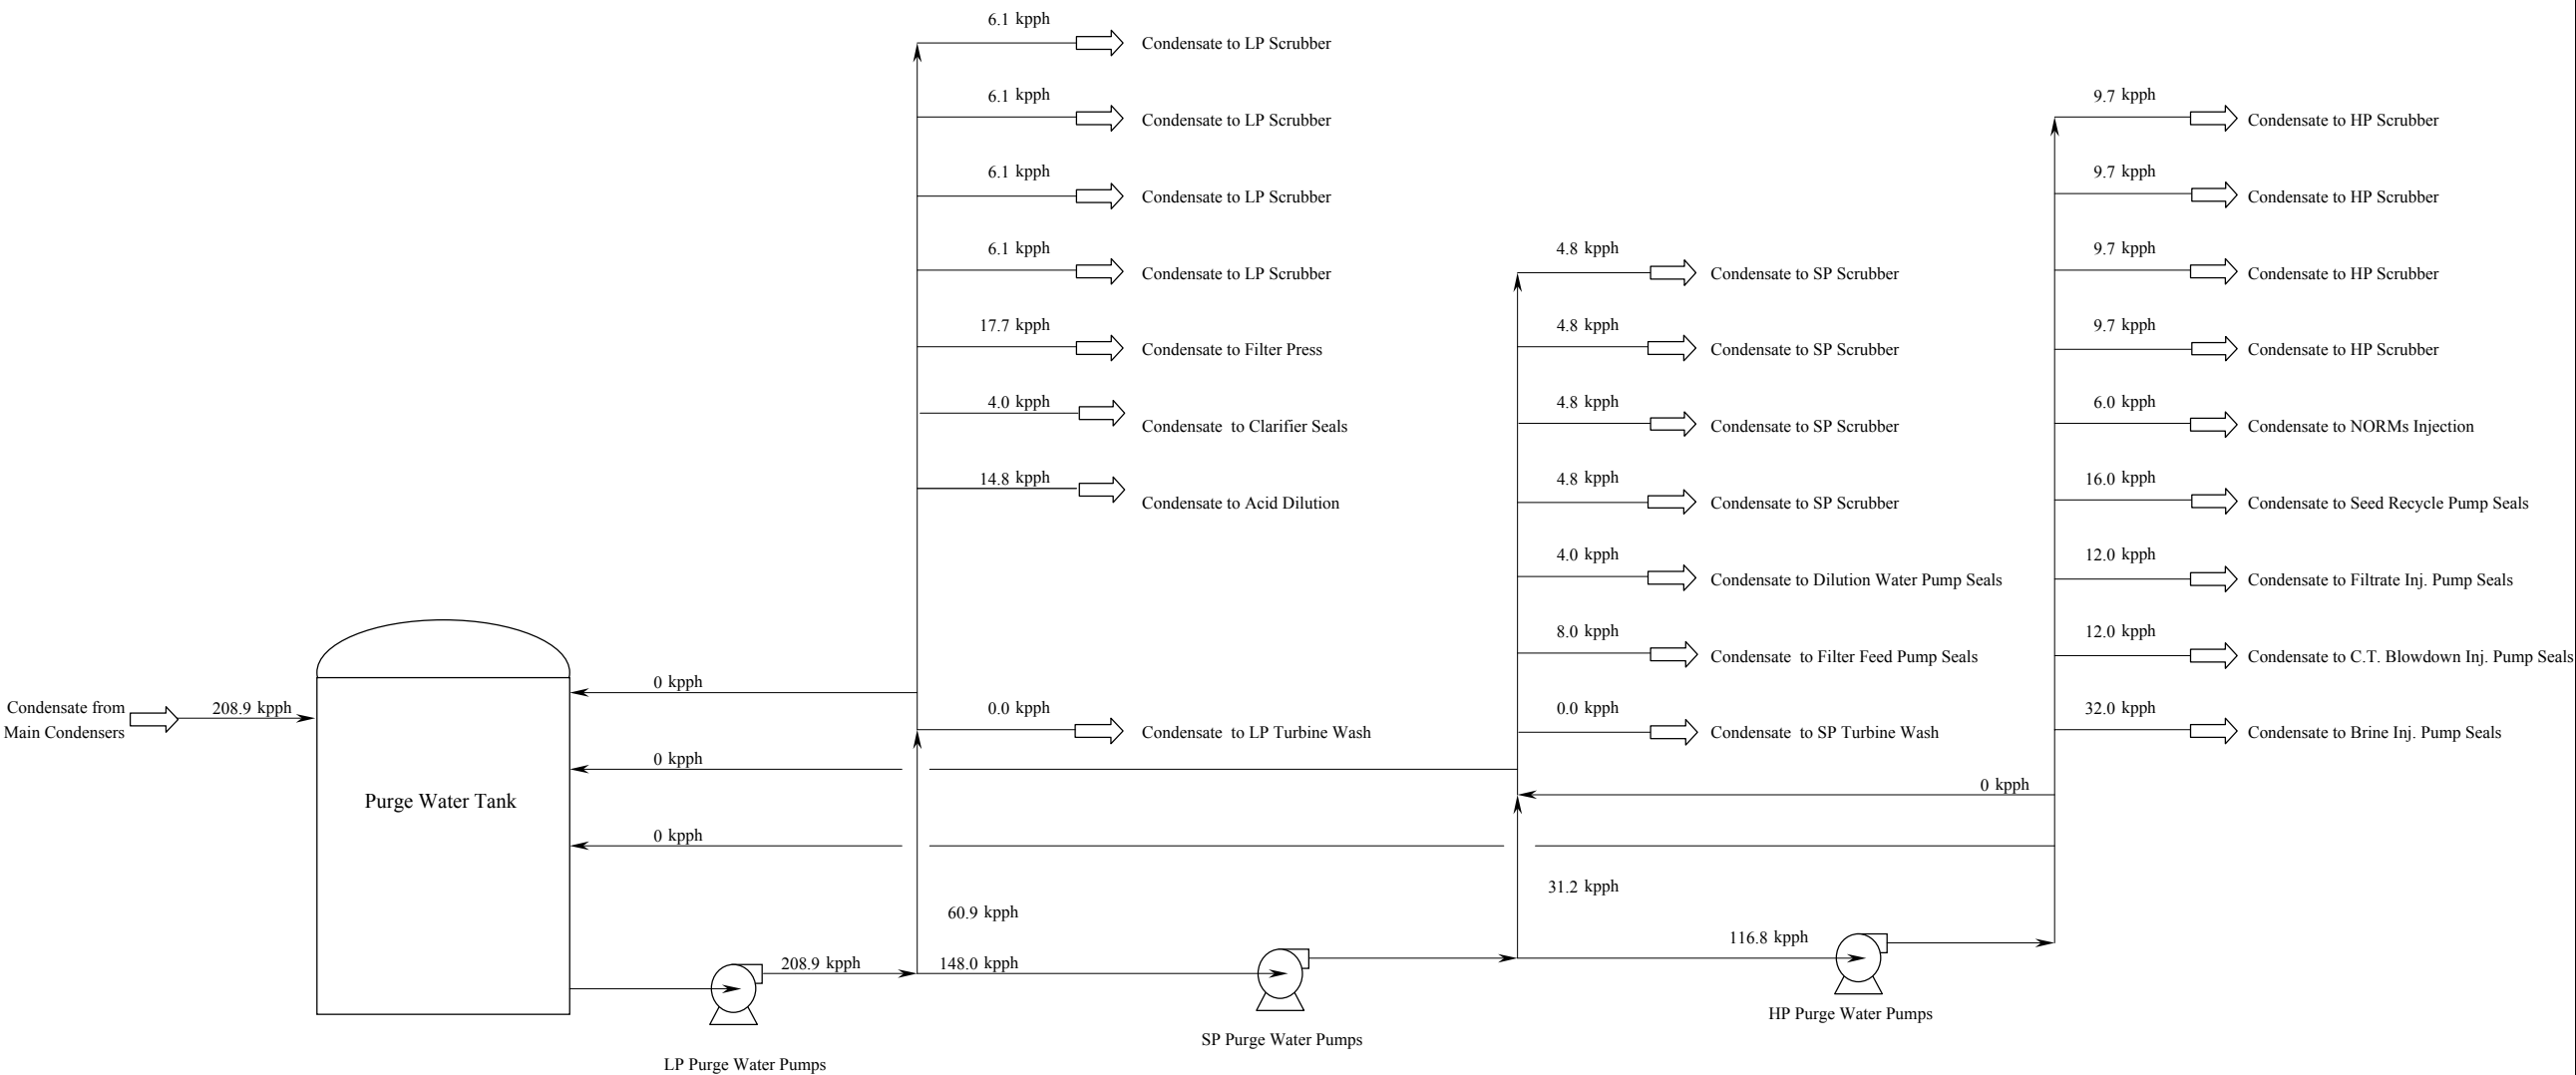 6.1 kpph
Condensate to LP Scrubber
6.1 kpph
Condensate to LP Scrubber
6.1 kpph
Condensate to LP Scrubber
6.1 kpph
Condensate to LP Scrubber
17.7 kpph
Condensate to Filter Press
4.0 kpph
Condensate to Clarifier Seals
14.8 kpph
Condensate to Acid Dilution
0.0 kpph
Condensate to LP Turbine Wash
4.8 kpph
Condensate to SP Scrubber
4.8 kpph
Condensate to SP Scrubber
4.8 kpph
Condensate to SP Scrubber
4.8 kpph
Condensate to SP Scrubber
4.0 kpph
Condensate to Dilution Water Pump Seals
8.0 kpph
Condensate to Filter Feed Pump Seals
0.0 kpph
Condensate to SP Turbine Wash
9.7 kpph
Condensate to HP Scrubber
9.7 kpph
Condensate to HP Scrubber
9.7 kpph
Condensate to HP Scrubber
9.7 kpph
Condensate to HP Scrubber
6.0 kpph
Condensate to NORMs Injection
16.0 kpph
Condensate to Seed Recycle Pump Seals
12.0 kpph
Condensate to Filtrate Inj. Pump Seals
12.0 kpph
Condensate to C.T. Blowdown Inj. Pump Seals
32.0 kpph
Condensate to Brine Inj. Pump Seals
Condensate from
Main Condensers
208.9 kpph
Purge Water Tank
0 kpph
0 kpph
0 kpph
0 kpph
60.9 kpph
31.2 kpph
208.9 kpph
148.0 kpph
116.8 kpph
LP Purge Water Pumps
SP Purge Water Pumps
HP Purge Water Pumps